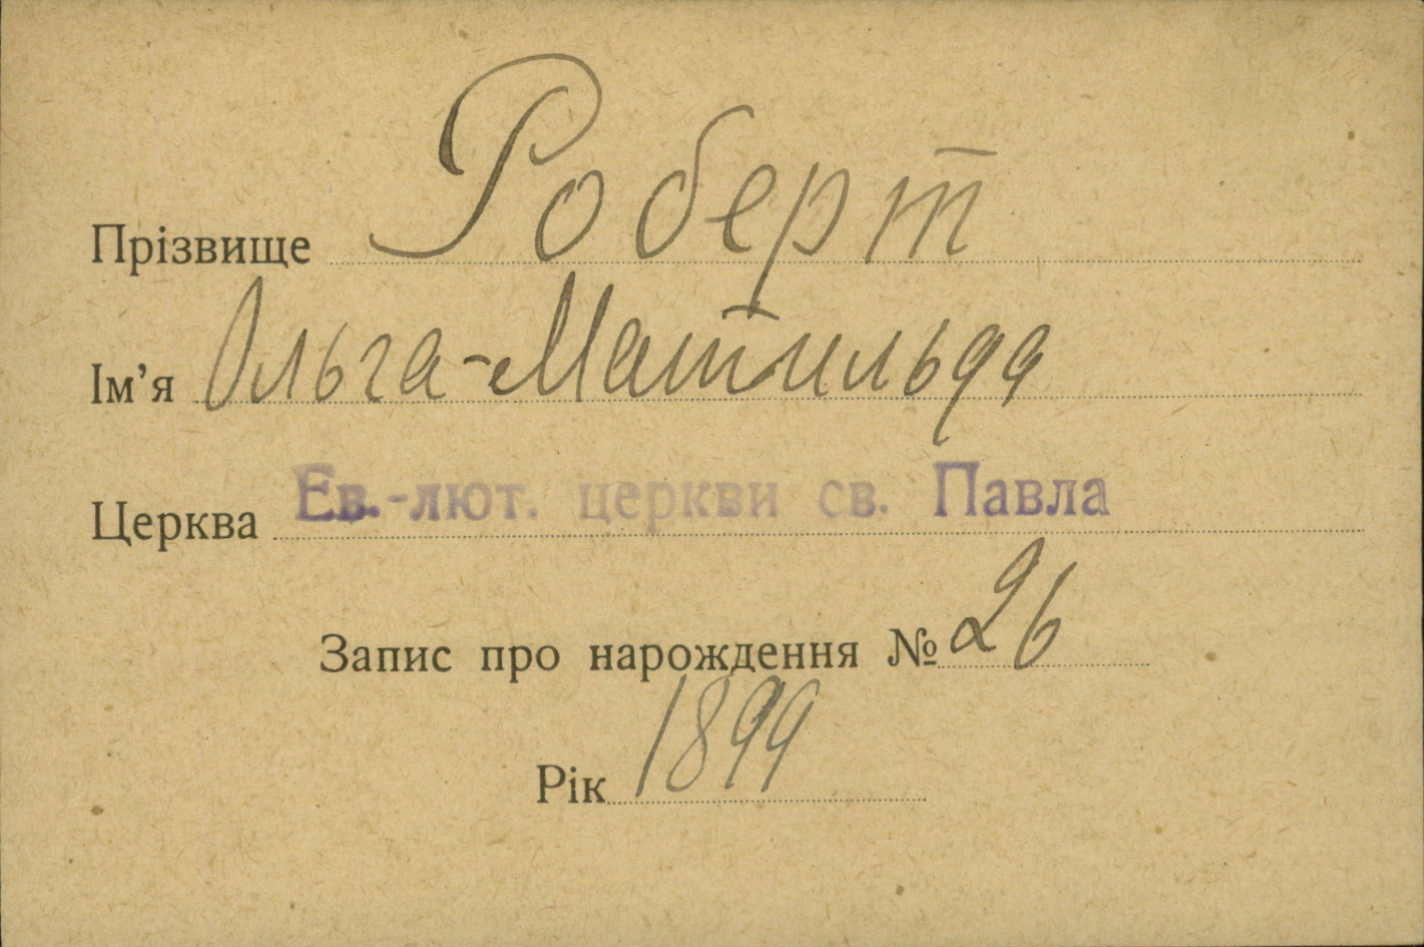 Прізвище Роберт
Ім'я Ольга-Матильда
Церква Ев.-лют. церкви св. Павла
Запис про нарождення № 26
Рік 1899